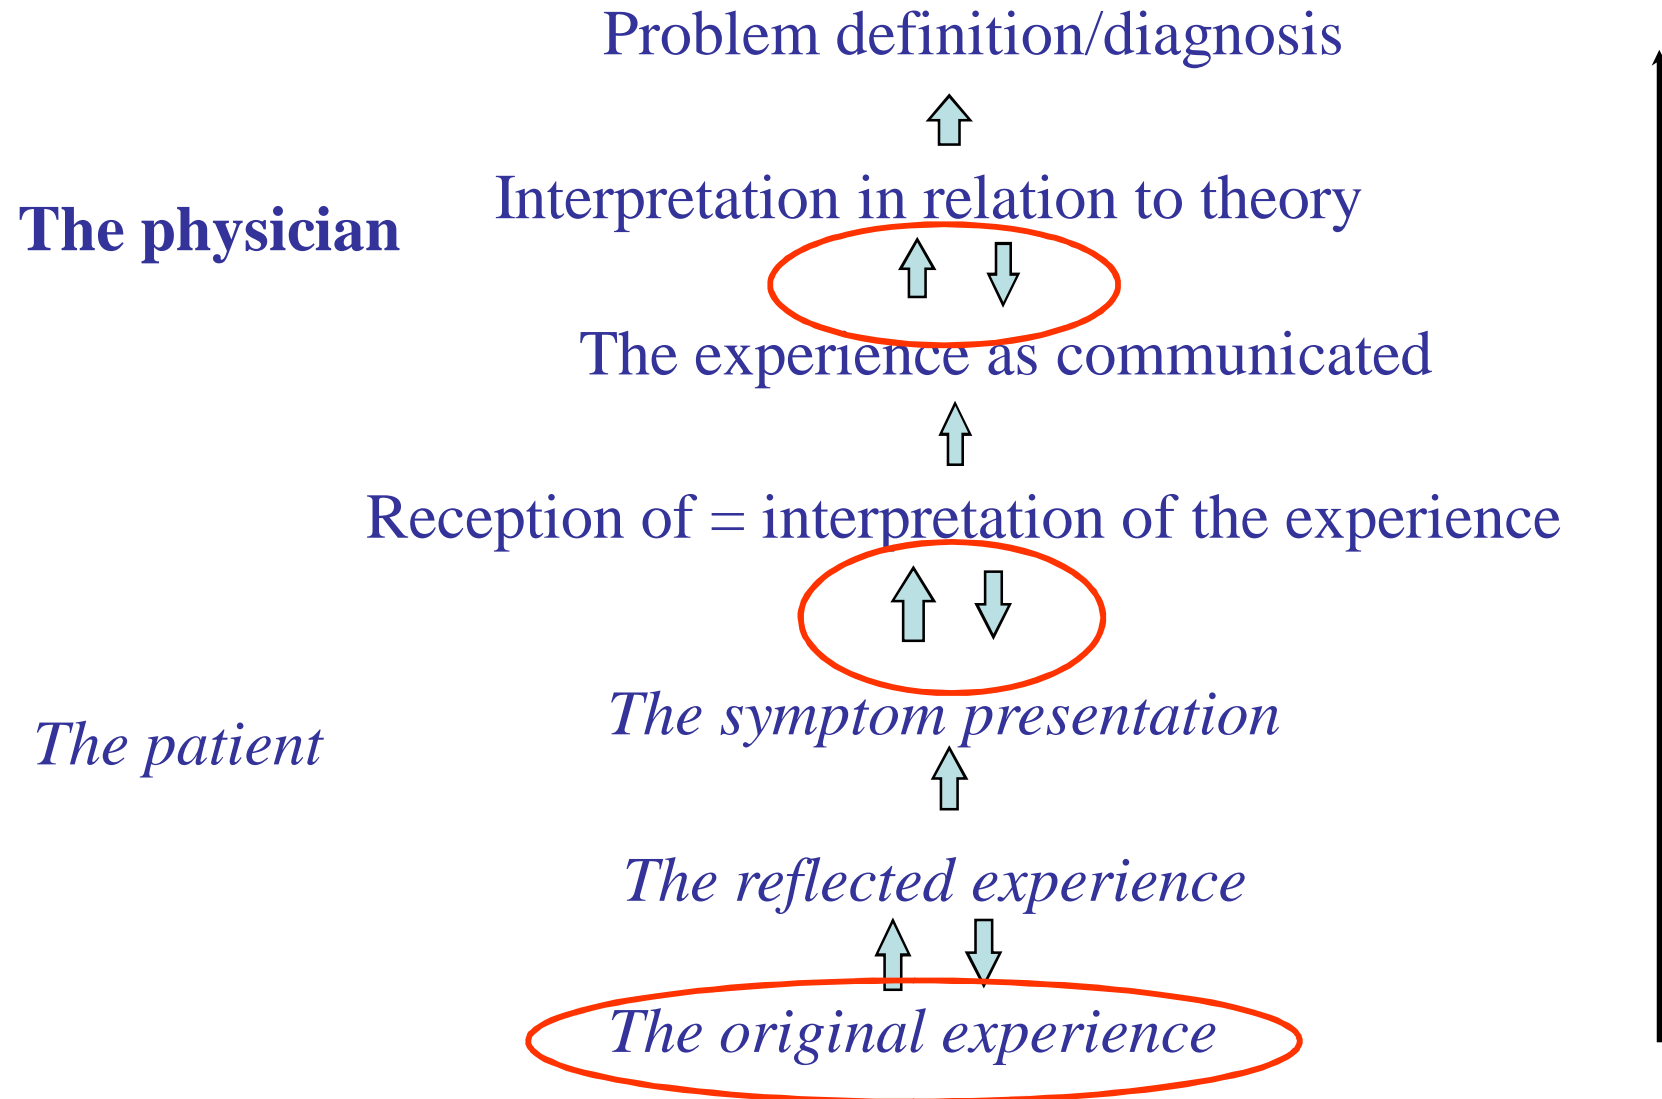 Problem definition/diagnosis
The physician
Interpretation in relation to theory
The experience as communicated
Reception of = interpretation of the experience
The symptom presentation
The patient
The reflected experience
The original experience